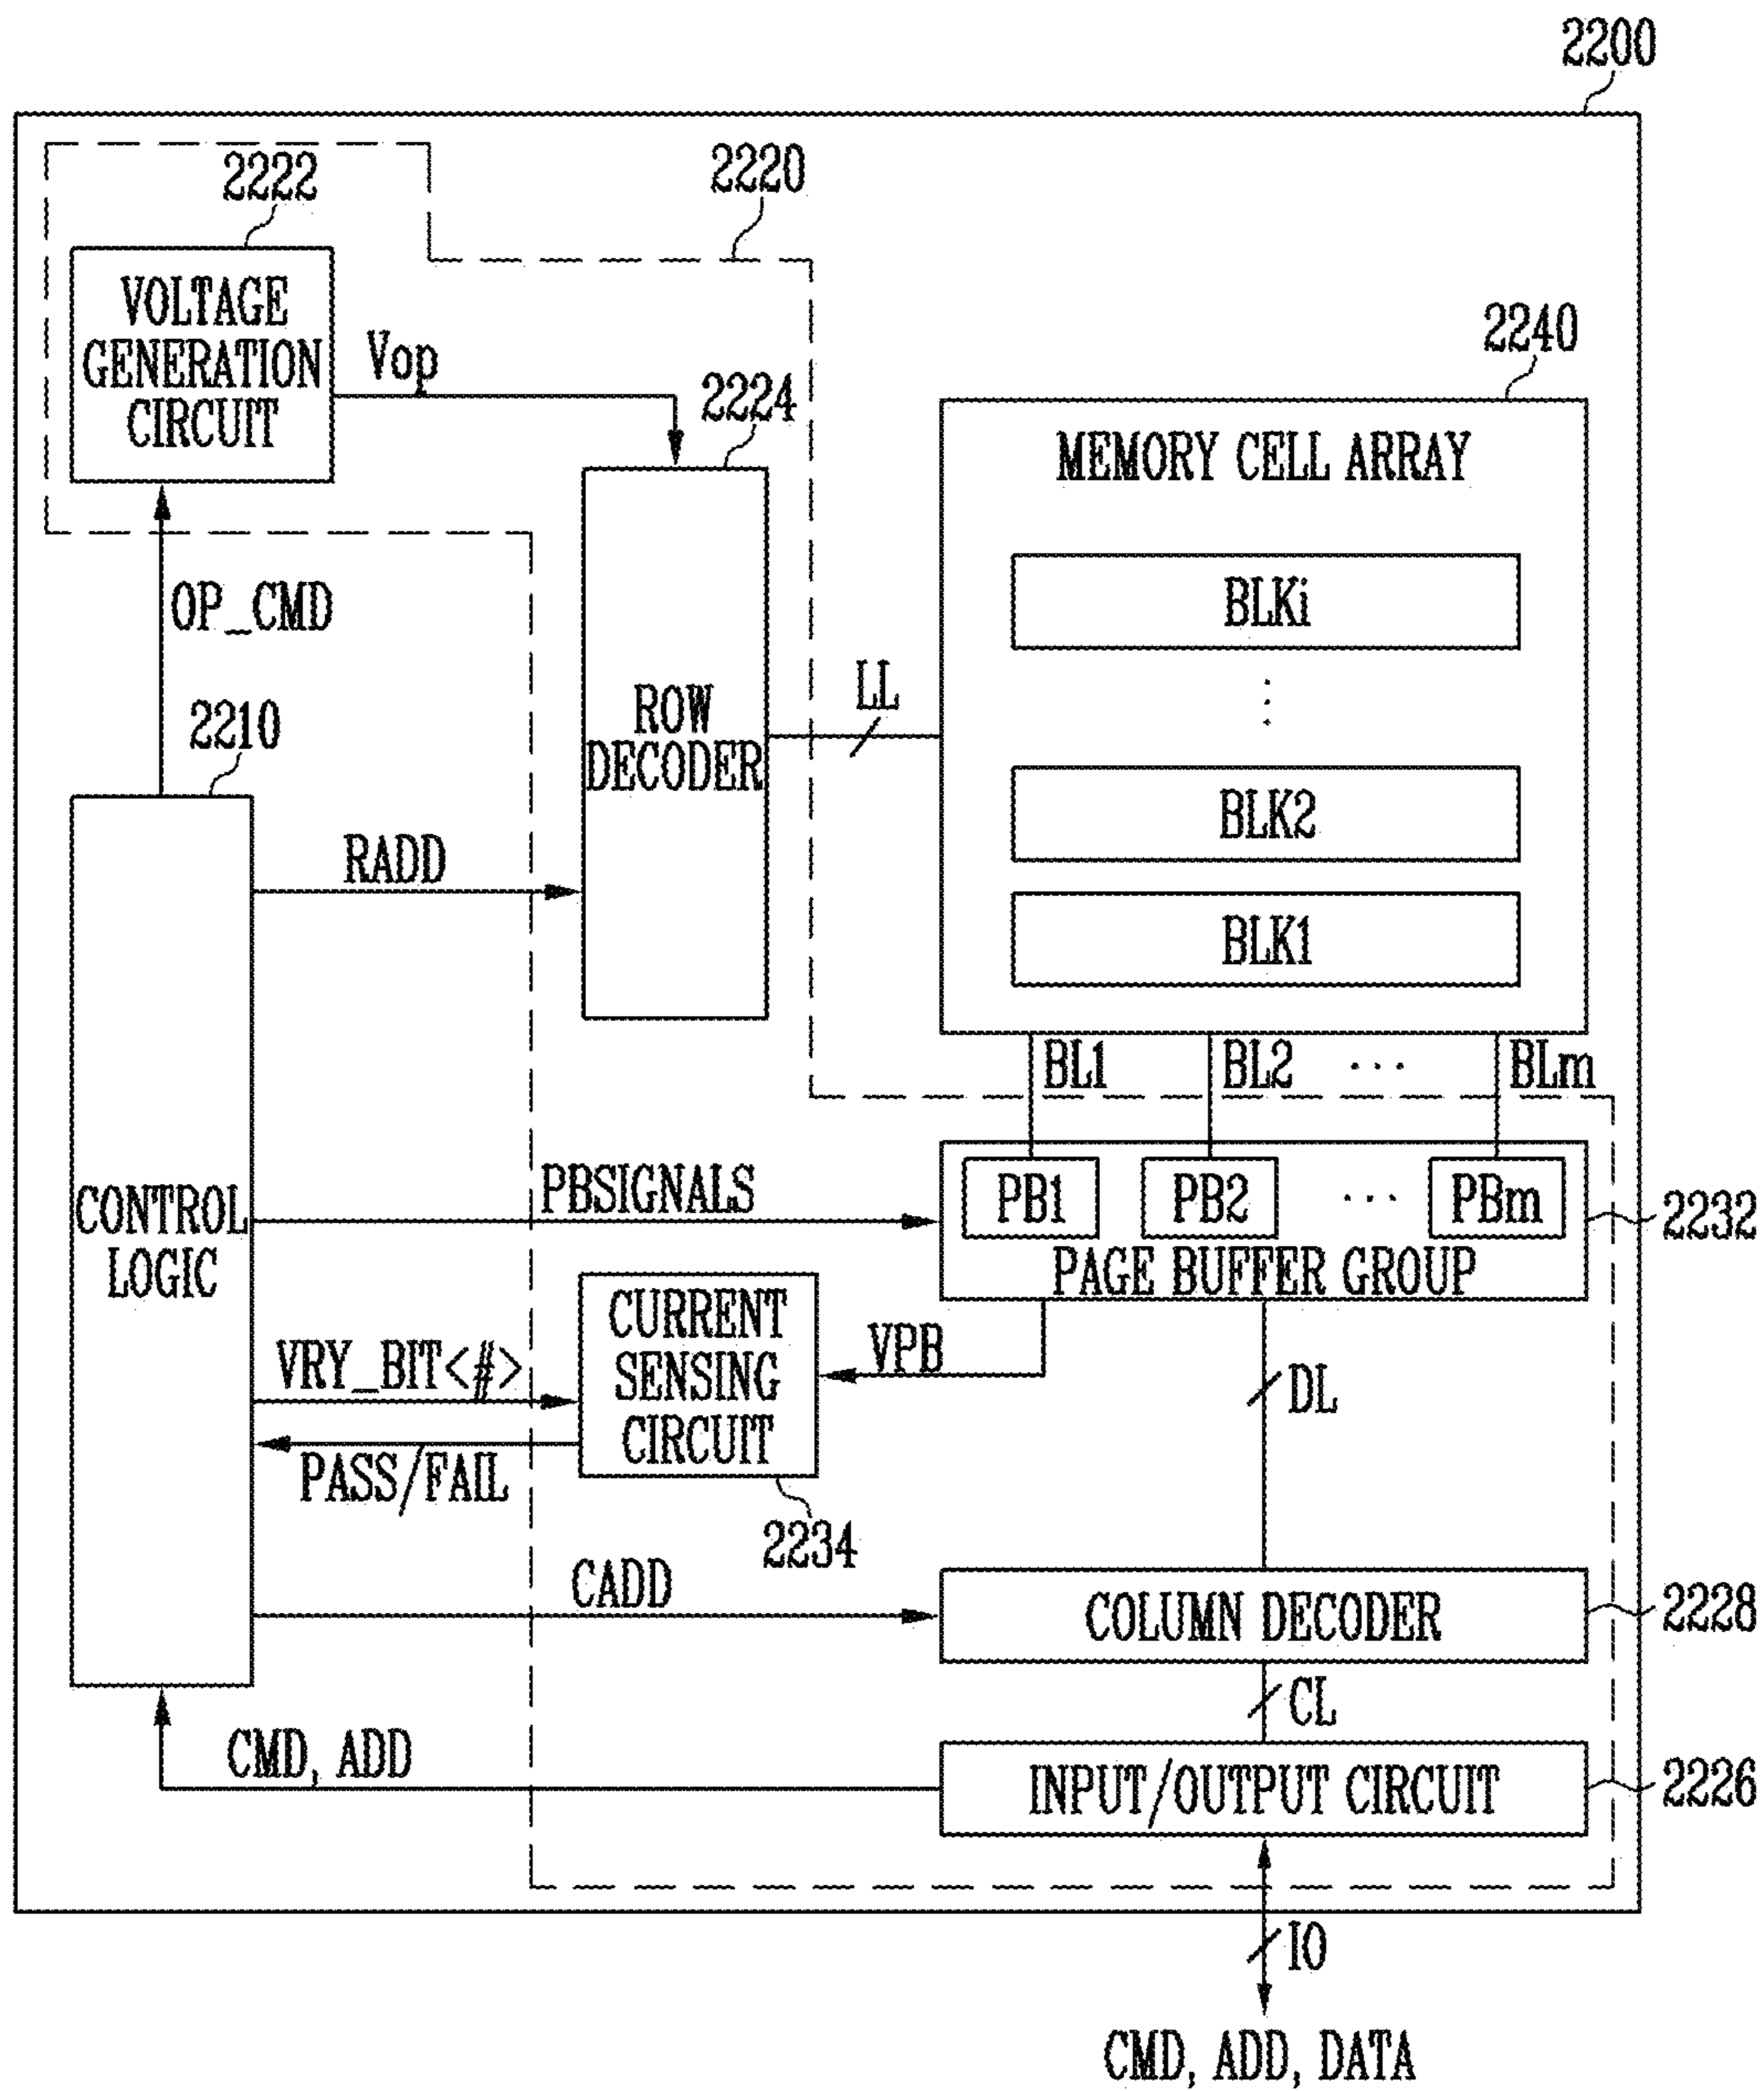 2200
2222
2220
VOLTAGE
GENERATION
CIRCUIT
Vop
2224
2240
MEMORY CELL ARRAY
BLKi
OP_CMD
LL
ROW
DECODER
2210
BLK2
RADD
BLK1
BL1
BL2
...
BLm
PBSIGNALS
PB1
PB2
...
PBm
2232
CONTROL
LOGIC
PAGE BUFFER GROUP
CURRENT
SENSING
CIRCUIT
VPB
VRY_BIT<#>
DL
PASS/FAIL
2234
CADD
COLUMN DECODER
2228
CL
CMD, ADD
INPUT/OUTPUT CIRCUIT
2226
IO
CMD, ADD, DATA